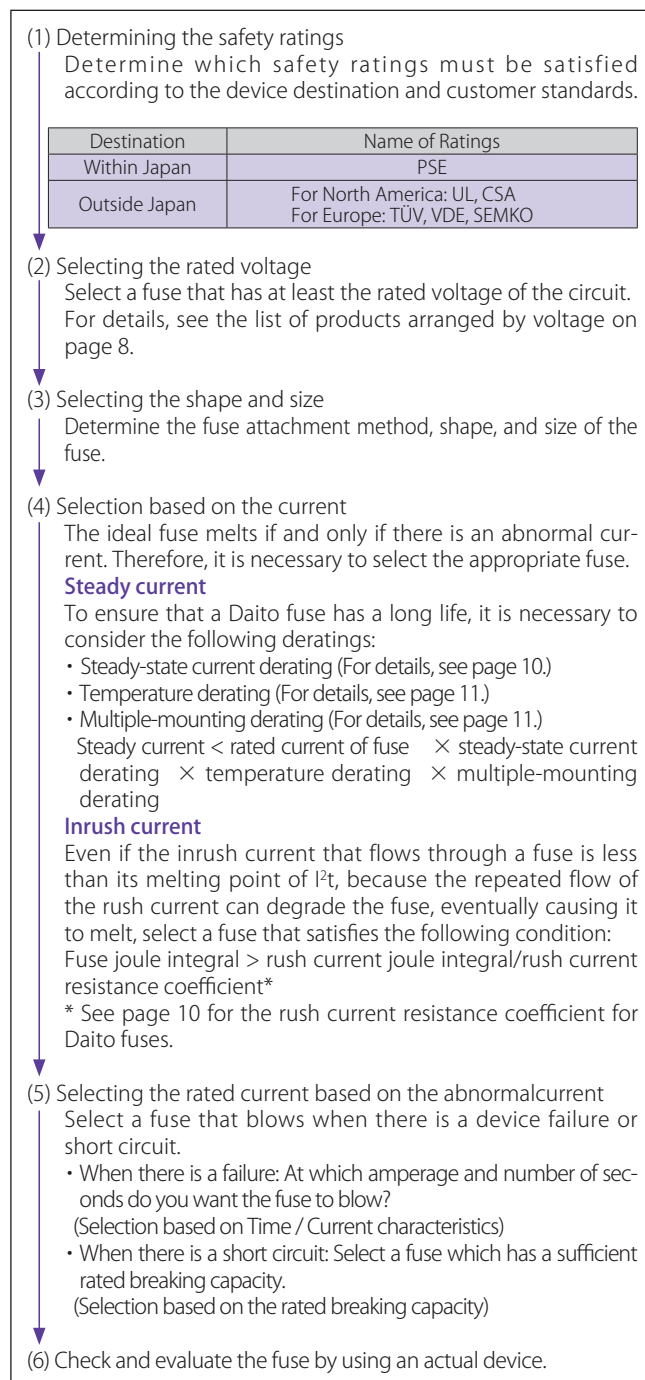 (1) Determining the safety ratings
Determine which safety ratings must be satisfied
according to the device destination and customer standards.
Destination Name of Ratings
Within Japan PSE
Outside Japan For North America: UL, CSA
For Europe: TÜV, VDE, SEMKO
(2) Selecting the rated voltage
Select a fuse that has at least the rated voltage of the circuit.
For details, see the list of products arranged by voltage on
page 8.
(3) Selecting the shape and size
Determine the fuse attachment method, shape, and size of the
fuse.
(4) Selection based on the current
The ideal fuse melts if and only if there is an abnormal cur-
rent. Therefore, it is necessary to select the appropriate fuse.
Steady current
To ensure that a Daito fuse has a long life, it is necessary to
consider the following deratings:
・Steady-state current derating (For details, see page 10.)
・Temperature derating (For details, see page 11.)
・Multiple-mounting derating (For details, see page 11.)
Steady current < rated current of fuse × steady-state current
derating × temperature derating × multiple-mounting
derating
Inrush current
Even if the inrush current that flows through a fuse is less
than its melting point of I²t, because the repeated flow of
the rush current can degrade the fuse, eventually causing it
to melt, select a fuse that satisfies the following condition:
Fuse joule integral > rush current joule integral/rush current
resistance coefficient*
* See page 10 for the rush current resistance coefficient for
Daito fuses.
(5) Selecting the rated current based on the abnormalcurrent
Select a fuse that blows when there is a device failure or
short circuit.
・When there is a failure: At which amperage and number of sec-
onds do you want the fuse to blow?
(Selection based on Time / Current characteristics)
・When there is a short circuit: Select a fuse which has a sufficient
rated breaking capacity.
(Selection based on the rated breaking capacity)
(6) Check and evaluate the fuse by using an actual device.